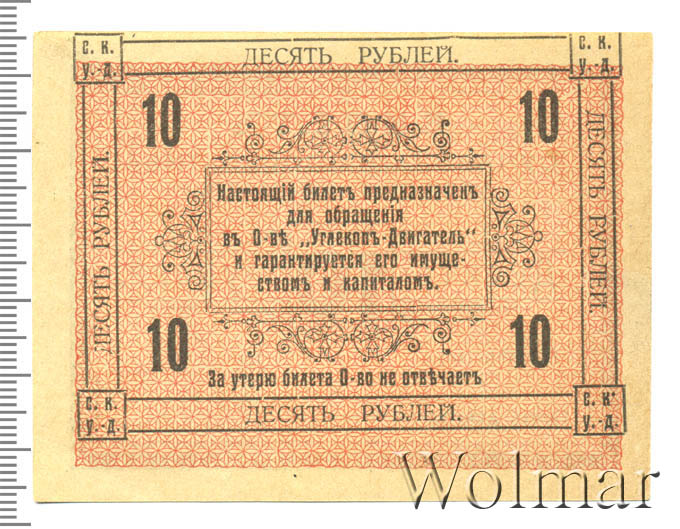 С. К.
У.-Д.
ДЕСЯТЬ РУБЛЕЙ.
С. К.
У.-Д.
10
10
ДЕСЯТЬ РУБЛЕЙ.
ДЕСЯТЬ РУБЛЕЙ.
Настоящій билетъ предназначен
для обращенія
въ О-вѣ „Углекопъ-Двигатель“
и гарантируется его имуще-
ствомъ и капиталомъ.
10
10
За утерю билета О-во не отвѣчаетъ
С. К.
У.-Д.
ДЕСЯТЬ РУБЛЕЙ.
С. К.
У.-Д.
Wolmar